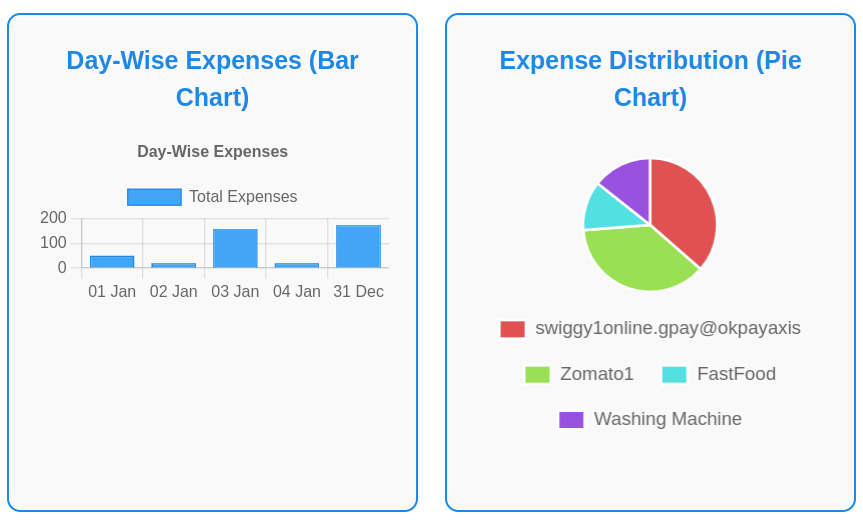 Day-Wise Expenses (Bar
Chart)
Day-Wise Expenses
Total Expenses
200
100
0
01 Jan 02 Jan 03 Jan 04 Jan 31 Dec
Expense Distribution (Pie
Chart)
swiggy1online.gpay@okpayaxis
Zomato1 FastFood
Washing Machine